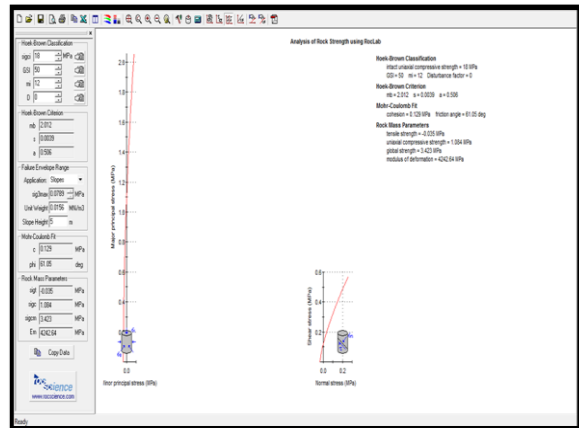 Hoek-Brown Classification
sigci 18 MPa
GSI 50
mi 12
D 0
Hoek-Brown Criterion
mb 2.012
s 0.0039
a 0.506
Failure Envelope Range
Application: Slopes
sig3max 0.0789 MPa
Unit Weight 0.0156 MN/m3
Slope Height 5 m
Mohr-Coulomb Fit
c 0.129 MPa
phi 61.05 deg
Rock Mass Parameters
sigt -0.035 MPa
sigc 1.084 MPa
sigcm 3.423 MPa
Em 4242.64 MPa
Copy Data
rocscience
www.rocscience.com
Ready
Analysis of Rock Strength using RocLab
Hoek-Brown Classification
intact uniaxial compressive strength = 18 MPa
GSI = 50 mi = 12 Disturbance factor = 0
Hoek-Brown Criterion
mb = 2.012 s = 0.0039 a = 0.506
Mohr-Coulomb Fit
cohesion = 0.129 MPa friction angle = 61.05 deg
Rock Mass Parameters
tensile strength = -0.035 MPa
uniaxial compressive strength = 1.084 MPa
global strength = 3.423 MPa
modulus of deformation = 4242.64 MPa
Major principal stress (MPa)
2.0
1.8
1.6
1.4
1.2
1.0
0.8
0.6
0.4
0.2
0.0
Minor principal stress (MPa)
Shear stress (MPa)
0.6
0.4
0.2
0.0 0.2
Normal stress (MPa)